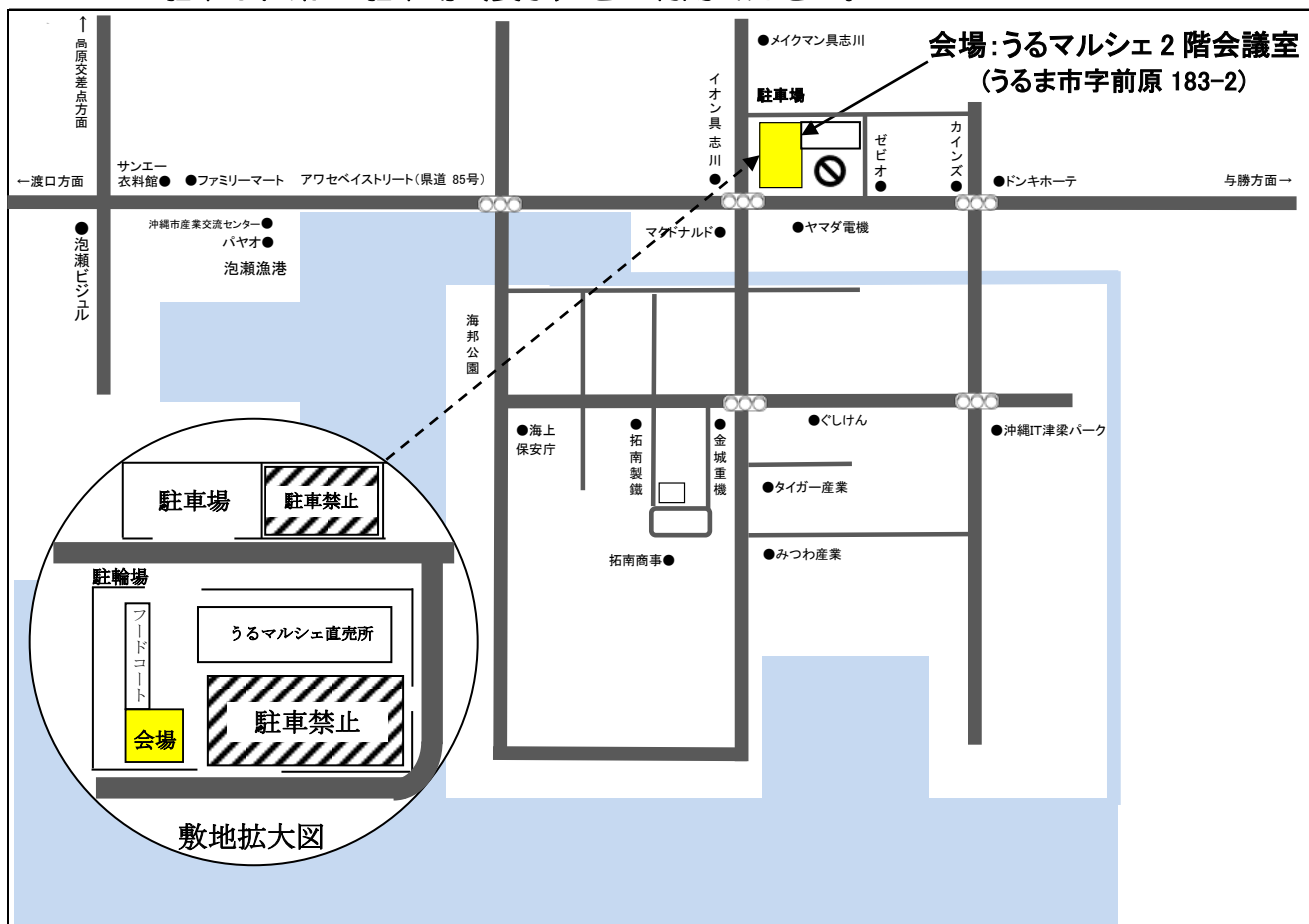 ↑高原交差点方面
●メイクマン具志川
会場:うるマルシェ2階会議室
(うるま市字前原 183-2)
イオン具志川●
駐車場
ゼビオ●
カインズ●
サンエー
衣料館●
●ファミリーマート
アワセベイストリート(県道 85号)
←渡口方面
●ドンキホーテ
与勝方面→
●泡瀬ビジュル
沖縄市産業交流センター●
パヤオ●
泡瀬漁港
マクドナルド●
●ヤマダ電機
海邦公園
●海上
保安庁
●拓南製鐵
●金城重機
●ぐしけん
●沖縄IT津梁パーク
●タイガー産業
拓南商事●
●みつわ産業
駐車場
駐車禁止
駐輪場
フードコート
うるマルシェ直売所
会場
駐車禁止
敷地拡大図